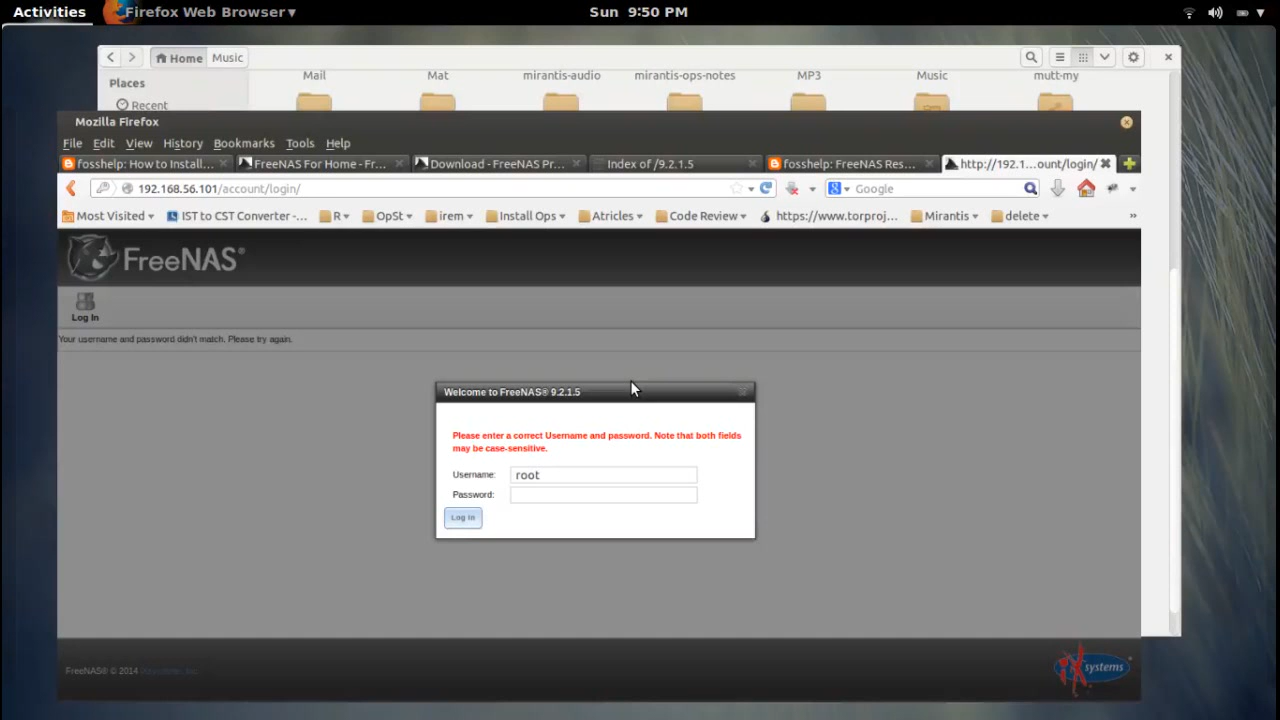 Activities
Firefox Web Browser ▾
Sun 9:50 PM
Home
Music
Places
Recent
Mail
Mat
mirantis-audio
mirantis-ops-notes
MP3
Music
mutt-my
Mozilla Firefox
File Edit View History Bookmarks Tools Help
fosshelp: How to Install...
FreeNAS For Home - Fr...
Download - FreeNAS Pr...
Index of /9.2.1.5
fosshelp: FreeNAS Res...
http://192.1...ount/login/
192.168.56.101/account/login/
Google
Most Visited
IST to CST Converter -...
R
OpSt
irem
Install Ops
Atricles
Code Review
https://www.torproj...
Mirantis
delete
FreeNAS®
Log In
Your username and password didn't match. Please try again.
Welcome to FreeNAS® 9.2.1.5
Please enter a correct Username and password. Note that both fields
may be case-sensitive.
Username: root
Password:
Log In
FreeNAS® © 2014
systems